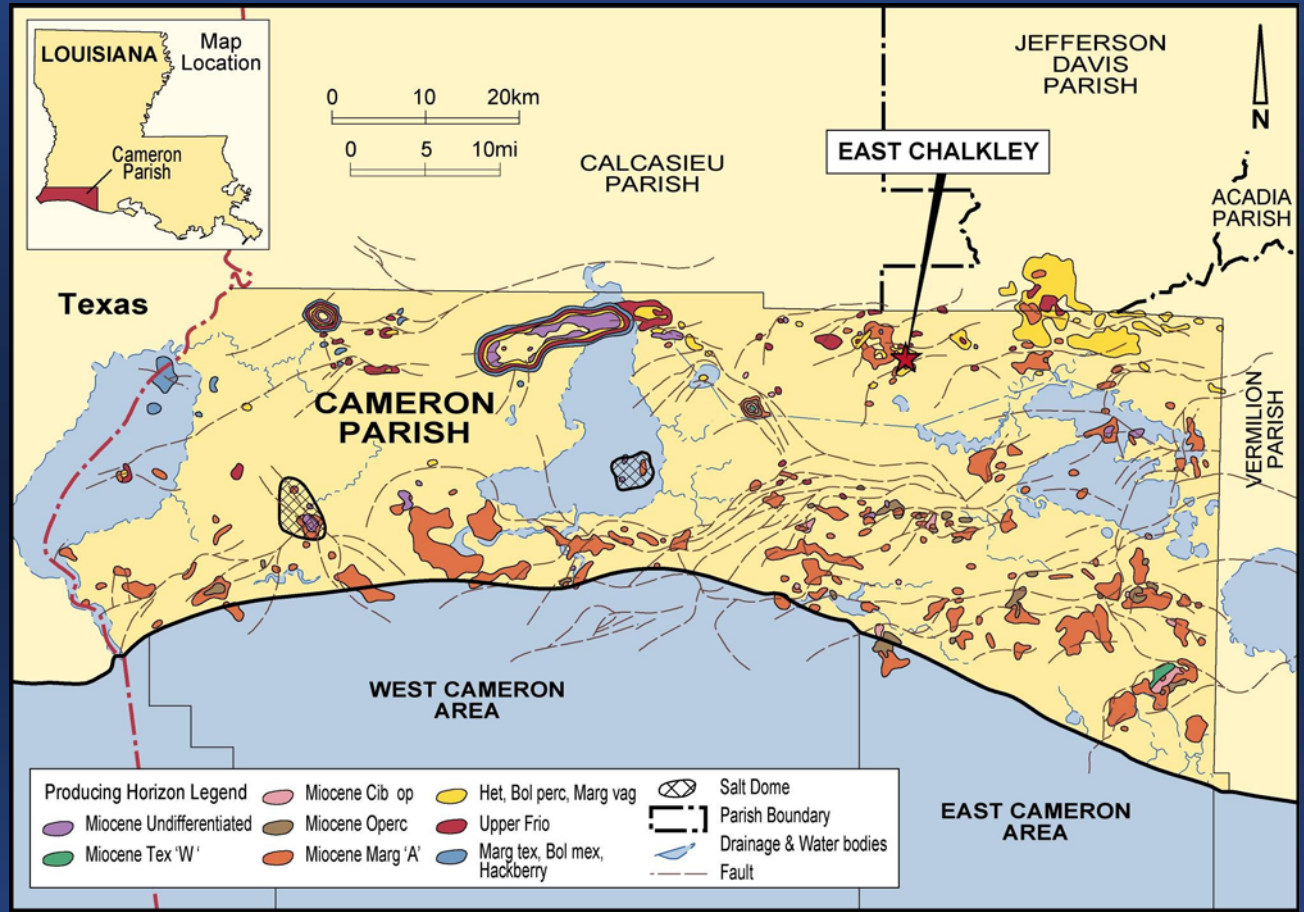 LOUISIANA
Map
Location
Cameron
Parish
0 10 20km
0 5 10mi
JEFFERSON
DAVIS
PARISH
N
EAST CHALKLEY
CALCASIEU
PARISH
ACADIA
PARISH
Texas
CAMERON
PARISH
VERMILION
PARISH
WEST CAMERON
AREA
EAST CAMERON
AREA
Producing Horizon Legend
Miocene Undifferentiated
Miocene Tex 'W'
Miocene Cib op
Miocene Operc
Miocene Marg 'A'
Het, Bol perc, Marg vag
Upper Frio
Marg tex, Bol mex,
Hackberry
Salt Dome
Parish Boundary
Drainage & Water bodies
Fault